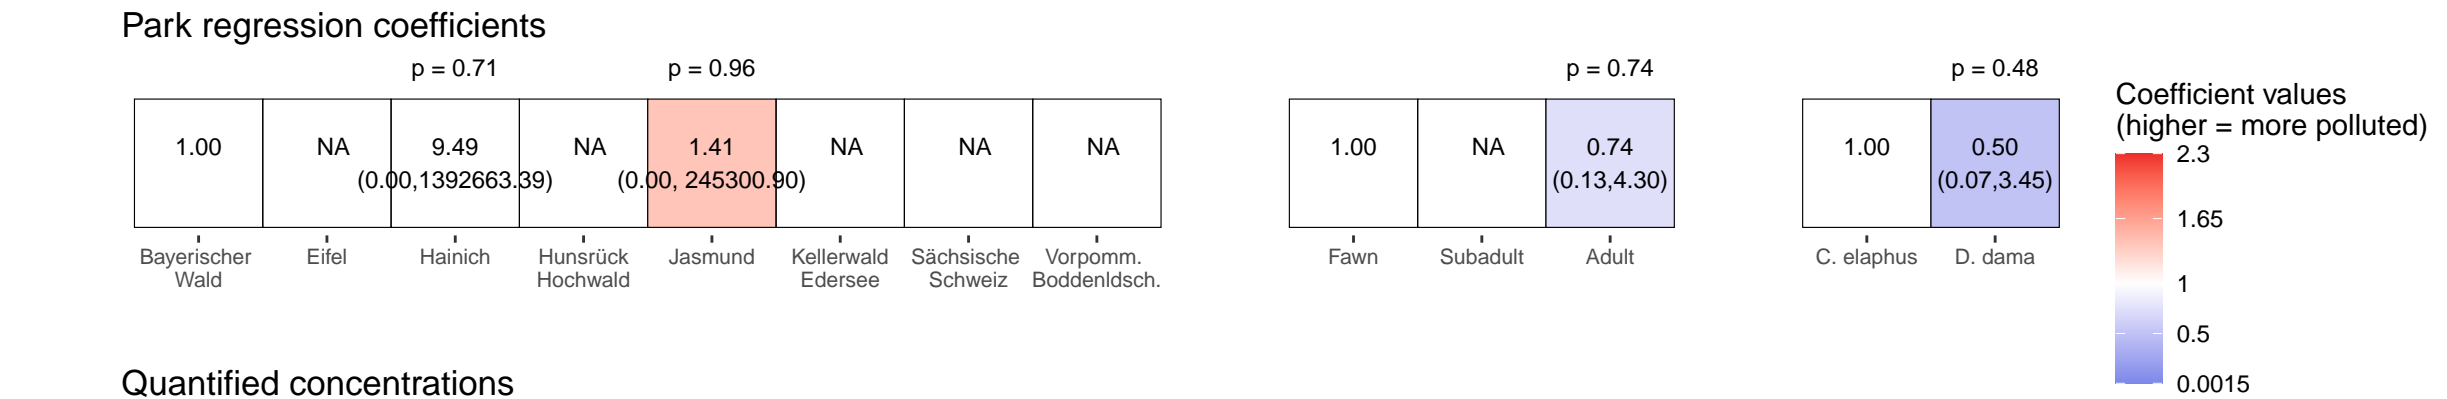 Park regression coefficients
p = 0.71 p = 0.96 p = 0.74 p = 0.48
Coefficient values
(higher = more polluted)
1.00 NA 9.49 NA 1.41 NA NA NA 1.00 NA 0.74 1.00 0.50
2.3
(0.00,1392663.39) (0.00, 245300.90) (0.13,4.30) (0.07,3.45)
1.65
Bayerischer Eifel Hainich Hunsrück Jasmund Kellerwald Sächsische Vorpomm. Fawn Subadult Adult C. elaphus D. dama
Wald Hochwald Edersee Schweiz Boddenldsch.
1
0.5
Quantified concentrations
0.0015